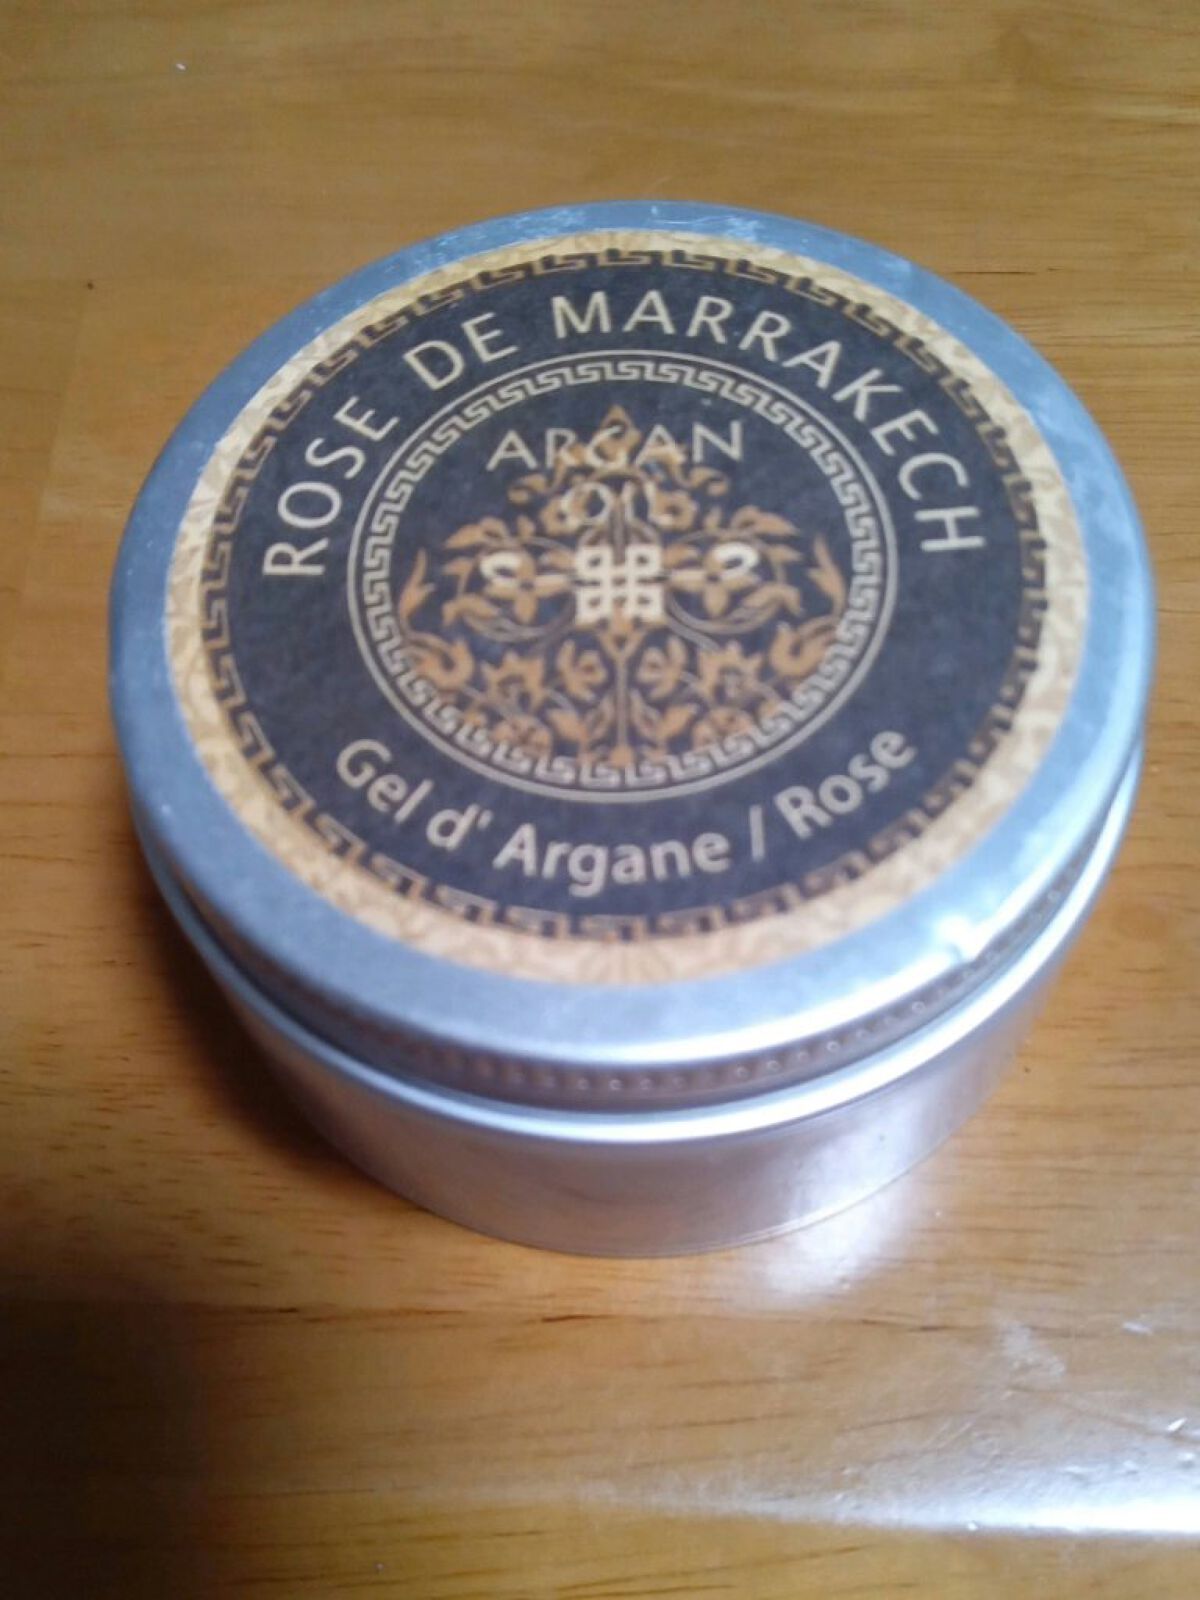 ROSE DE MARRAKECH
ARGAN
OIL
Gel d' Argane / Rose